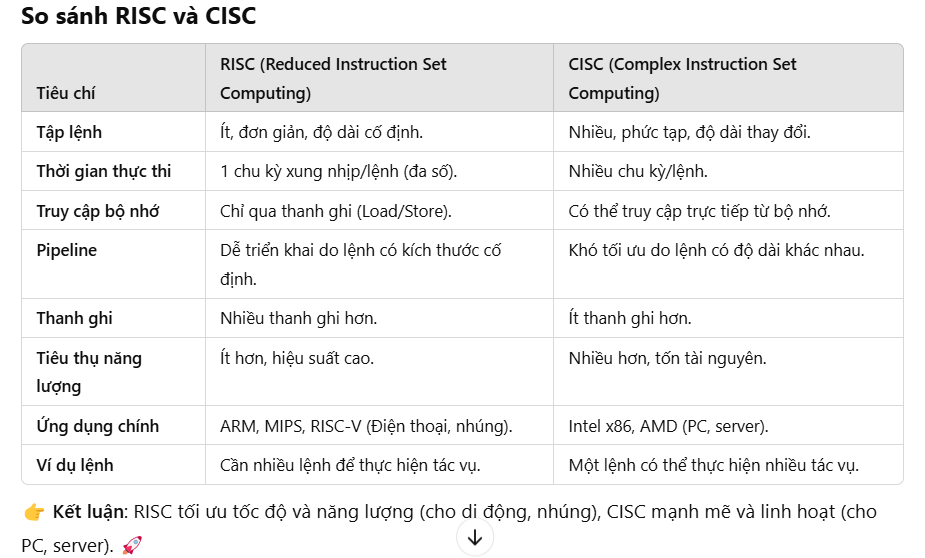 So sánh RISC và CISC
Tiêu chí
RISC (Reduced Instruction Set
Computing)
CISC (Complex Instruction Set
Computing)
Tập lệnh
Ít, đơn giản, độ dài cố định.
Nhiều, phức tạp, độ dài thay đổi.
Thời gian thực thi
1 chu kỳ xung nhịp/lệnh (đa số).
Nhiều chu kỳ/lệnh.
Truy cập bộ nhớ
Chỉ qua thanh ghi (Load/Store).
Có thể truy cập trực tiếp từ bộ nhớ.
Pipeline
Dễ triển khai do lệnh có kích thước cố
định.
Khó tối ưu do lệnh có độ dài khác nhau.
Thanh ghi
Nhiều thanh ghi hơn.
Ít thanh ghi hơn.
Tiêu thụ năng
lượng
Ít hơn, hiệu suất cao.
Nhiều hơn, tốn tài nguyên.
Ứng dụng chính
ARM, MIPS, RISC-V (Điện thoại, nhúng).
Intel x86, AMD (PC, server).
Ví dụ lệnh
Cần nhiều lệnh để thực hiện tác vụ.
Một lệnh có thể thực hiện nhiều tác vụ.
👉 Kết luận: RISC tối ưu tốc độ và năng lượng (cho di động, nhúng), CISC mạnh mẽ và linh hoạt (cho
PC, server). 🚀